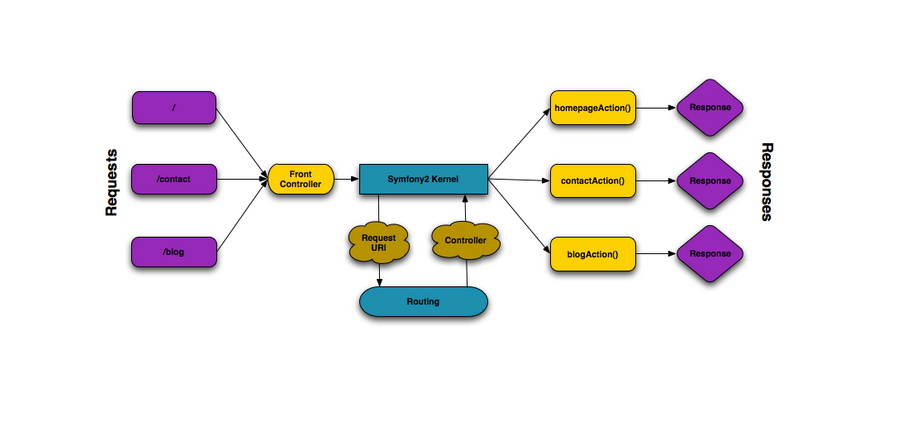 Requests
/
/contact
/blog
Front
Controller
Symfony2 Kernel
Request
URI
Controller
Routing
homepageAction()
contactAction()
blogAction()
Response
Response
Response
Responses